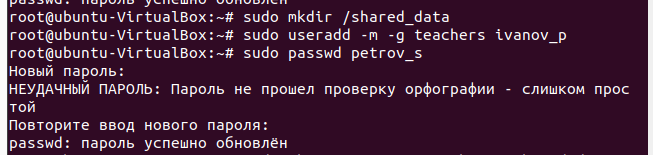 passwd: пароль успешно обновлён
root@ubuntu-VirtualBox:~# sudo mkdir /shared_data
root@ubuntu-VirtualBox:~# sudo useradd -m -g teachers ivanov_p
root@ubuntu-VirtualBox:~# sudo passwd petrov_s
Новый пароль:
НЕУДАЧНЫЙ ПАРОЛЬ: Пароль не прошел проверку орфографии - слишком прос
той
Повторите ввод нового пароля:
passwd: пароль успешно обновлён